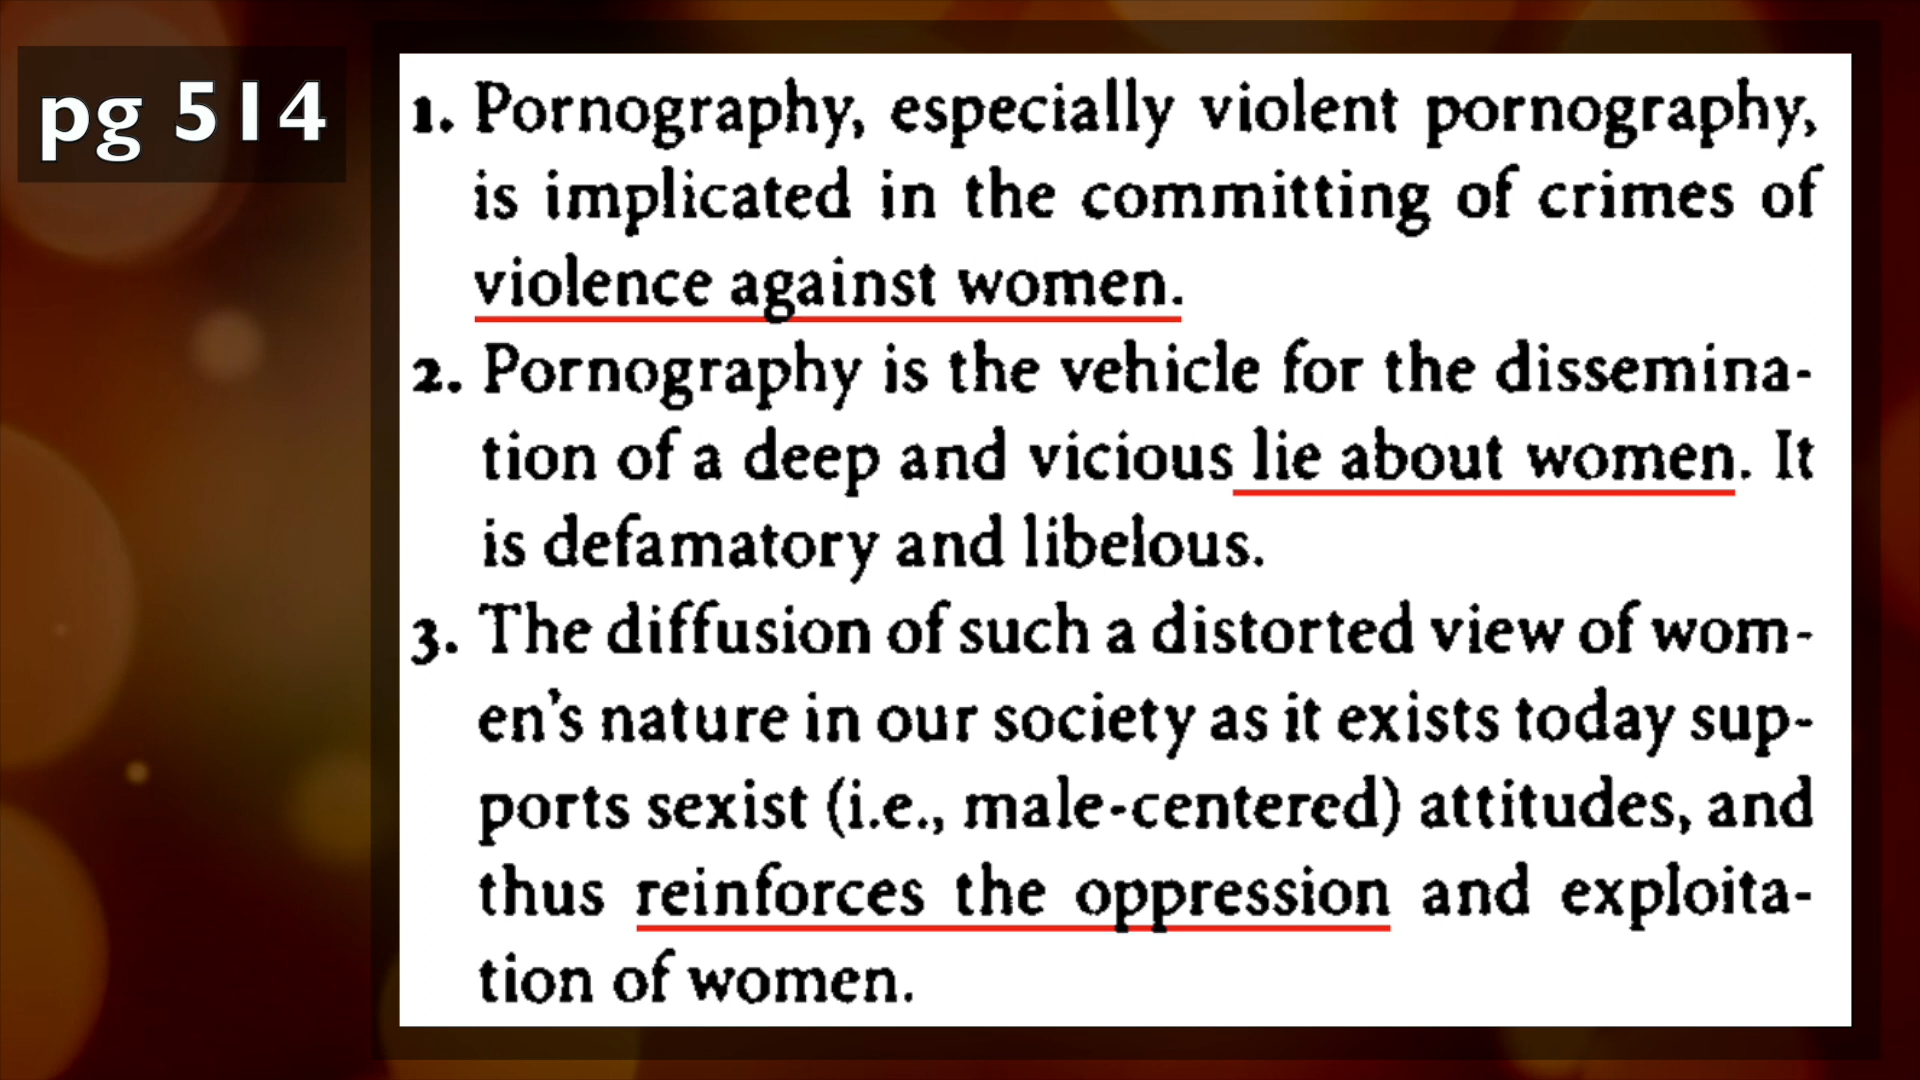 pg 514
1. Pornography, especially violent pornography,
is implicated in the committing of crimes of
violence against women.
2. Pornography is the vehicle for the dissemina-
tion of a deep and vicious lie about women. It
is defamatory and libelous.
3. The diffusion of such a distorted view of wom-
en's nature in our society as it exists today sup-
ports sexist (i.e., male-centered) attitudes, and
thus reinforces the oppression and exploita-
tion of women.